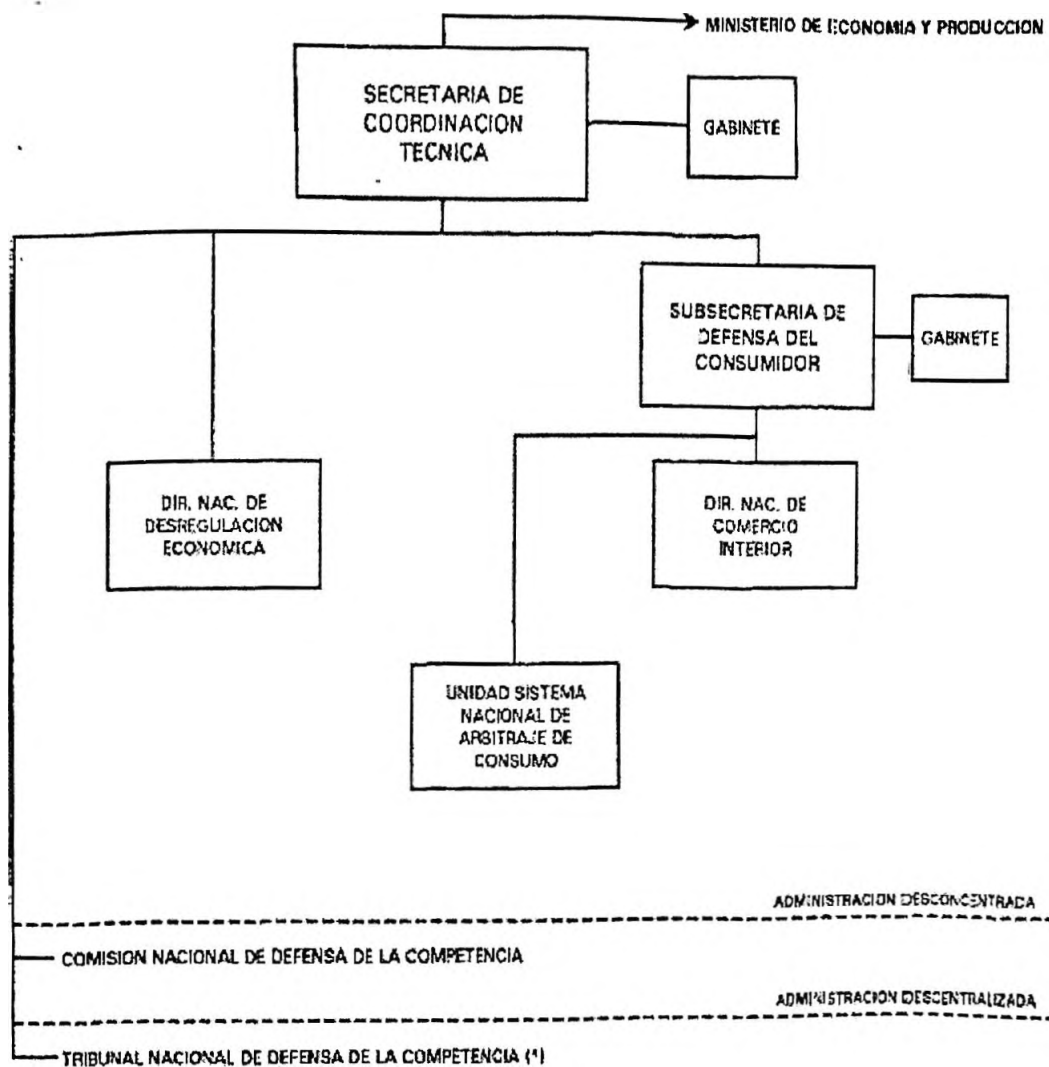 MINISTERIO DE ECONOMIA Y PRODUCCION
SECRETARIA DE
COORDINACION
TECNICA
GABINETE
SUBSECRETARIA DE
DEFENSA DEL
CONSUMIDOR
GABINETE
DIR. NAC. DE
DESREGULACION
ECONOMICA
DIR. NAC. DE
COMERCIO
INTERIOR
UNIDAD SISTEMA
NACIONAL DE
ARBITRAJE DE
CONSUMO
ADMINISTRACION DESCONCENTRADA
COMISION NACIONAL DE DEFENSA DE LA COMPETENCIA
ADMINISTRACION DESCENTRALIZADA
TRIBUNAL NACIONAL DE DEFENSA DE LA COMPETENCIA (*)